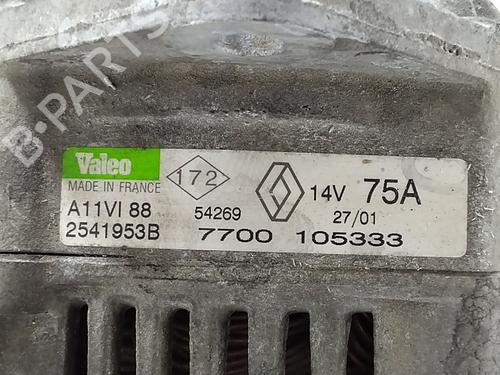 B-PARTS
Valeo
MADE IN FRANCE
172
14V 75A
A11VI 88
54269
27/01
2541953B
7700 105333